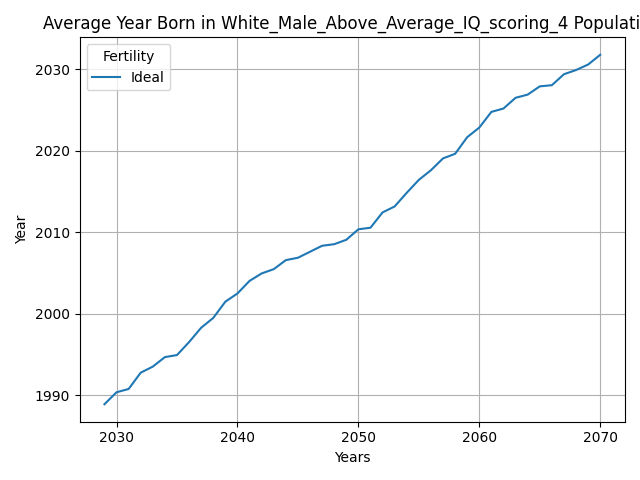 Average Year Born in White_Male_Above_Average_IQ_scoring_4 Populati
Fertility
Ideal
Year
2030
2020
2010
2000
1990
2030 2040 2050 2060 2070
Years